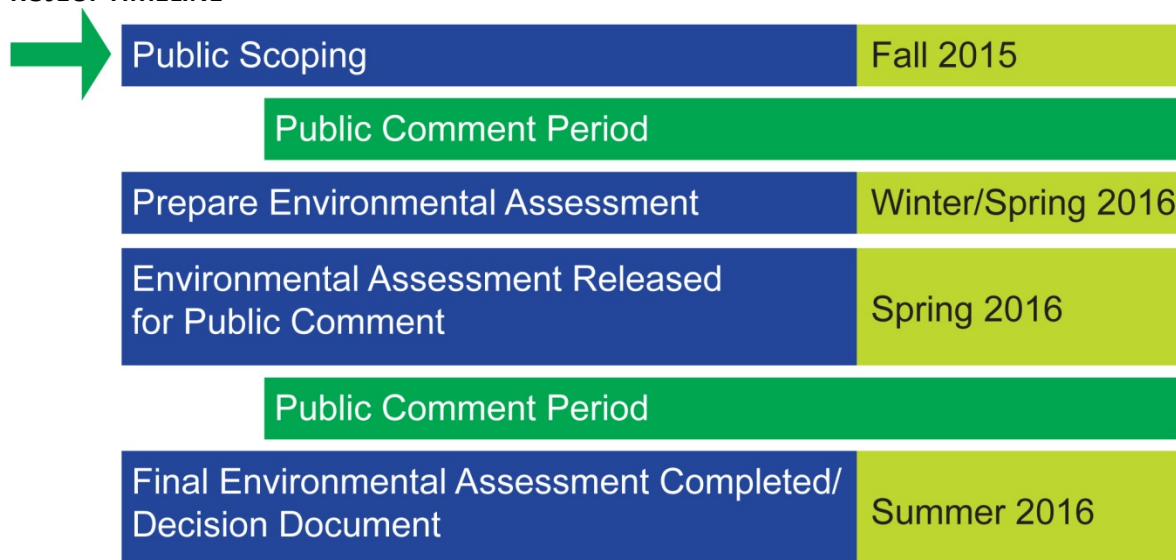 Public Scoping
Fall 2015
Public Comment Period
Prepare Environmental Assessment
Winter/Spring 2016
Environmental Assessment Released
for Public Comment
Spring 2016
Public Comment Period
Final Environmental Assessment Completed/
Decision Document
Summer 2016